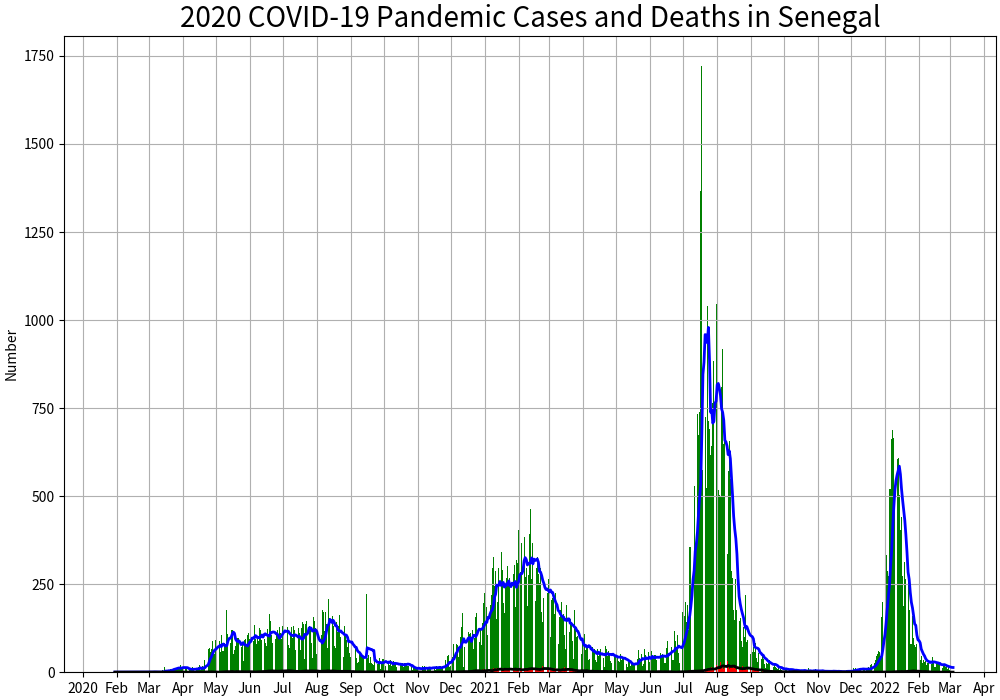 2020 COVID-19 Pandemic Cases and Deaths in Senegal
1750
1500
1250
1000
750
500
250
0
Number
2020 Feb Mar Apr May Jun Jul Aug Sep Oct Nov Dec 2021 Feb Mar Apr May Jun Jul Aug Sep Oct Nov Dec 2022 Feb Mar Apr